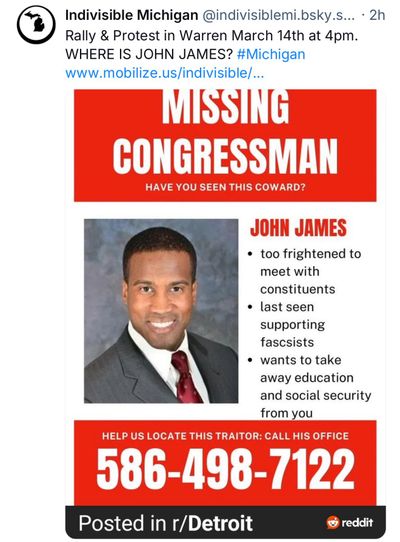 Indivisible Michigan @indivisiblemi.bsky.s... · 2h
Rally & Protest in Warren March 14th at 4pm.
WHERE IS JOHN JAMES? #Michigan
www.mobilize.us/indivisible/...
MISSING
CONGRESSMAN
HAVE YOU SEEN THIS COWARD?
JOHN JAMES
• too frightened to
meet with
constituents
• last seen
supporting
fascsists
• wants to take
away education
and social security
from you
HELP US LOCATE THIS TRAITOR: CALL HIS OFFICE
586-498-7122
Posted in r/Detroit
reddit